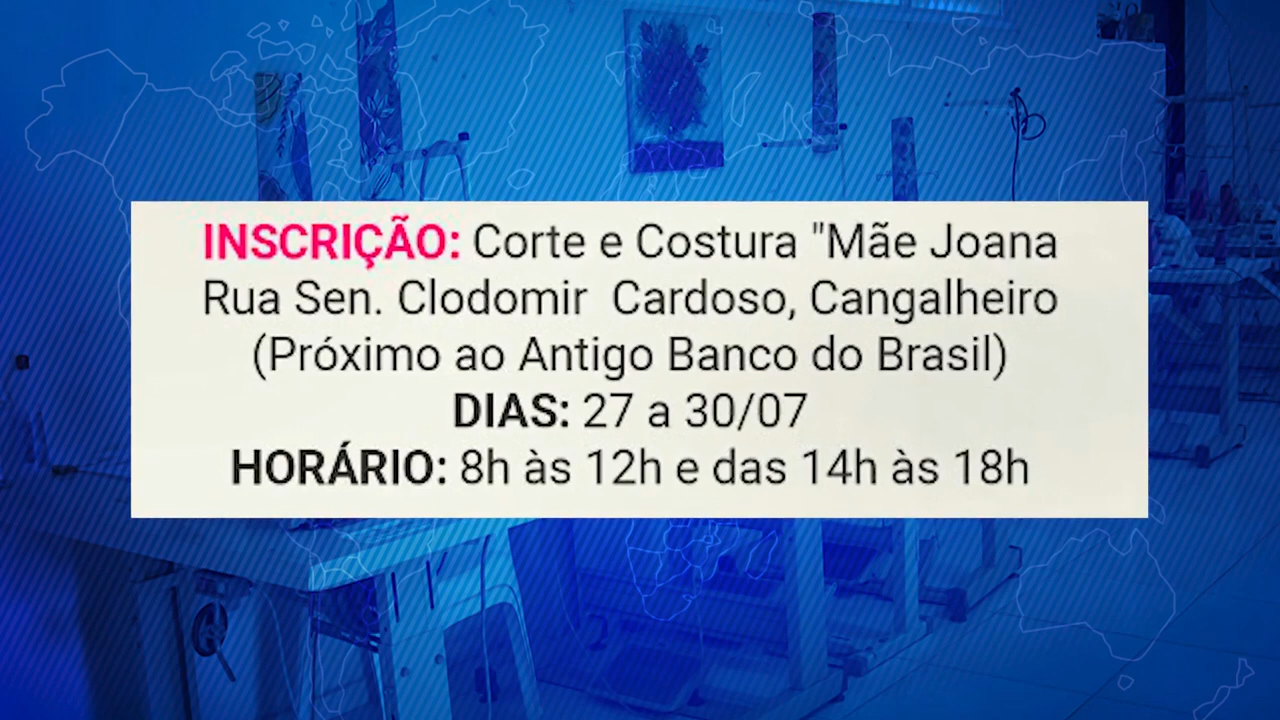 INSCRIÇÃO: Corte e Costura "Mãe Joana
Rua Sen. Clodomir  Cardoso, Cangalheiro
(Próximo ao Antigo Banco do Brasil)
DIAS: 27 a 30/07
HORÁRIO: 8h às 12h e das 14h às 18h